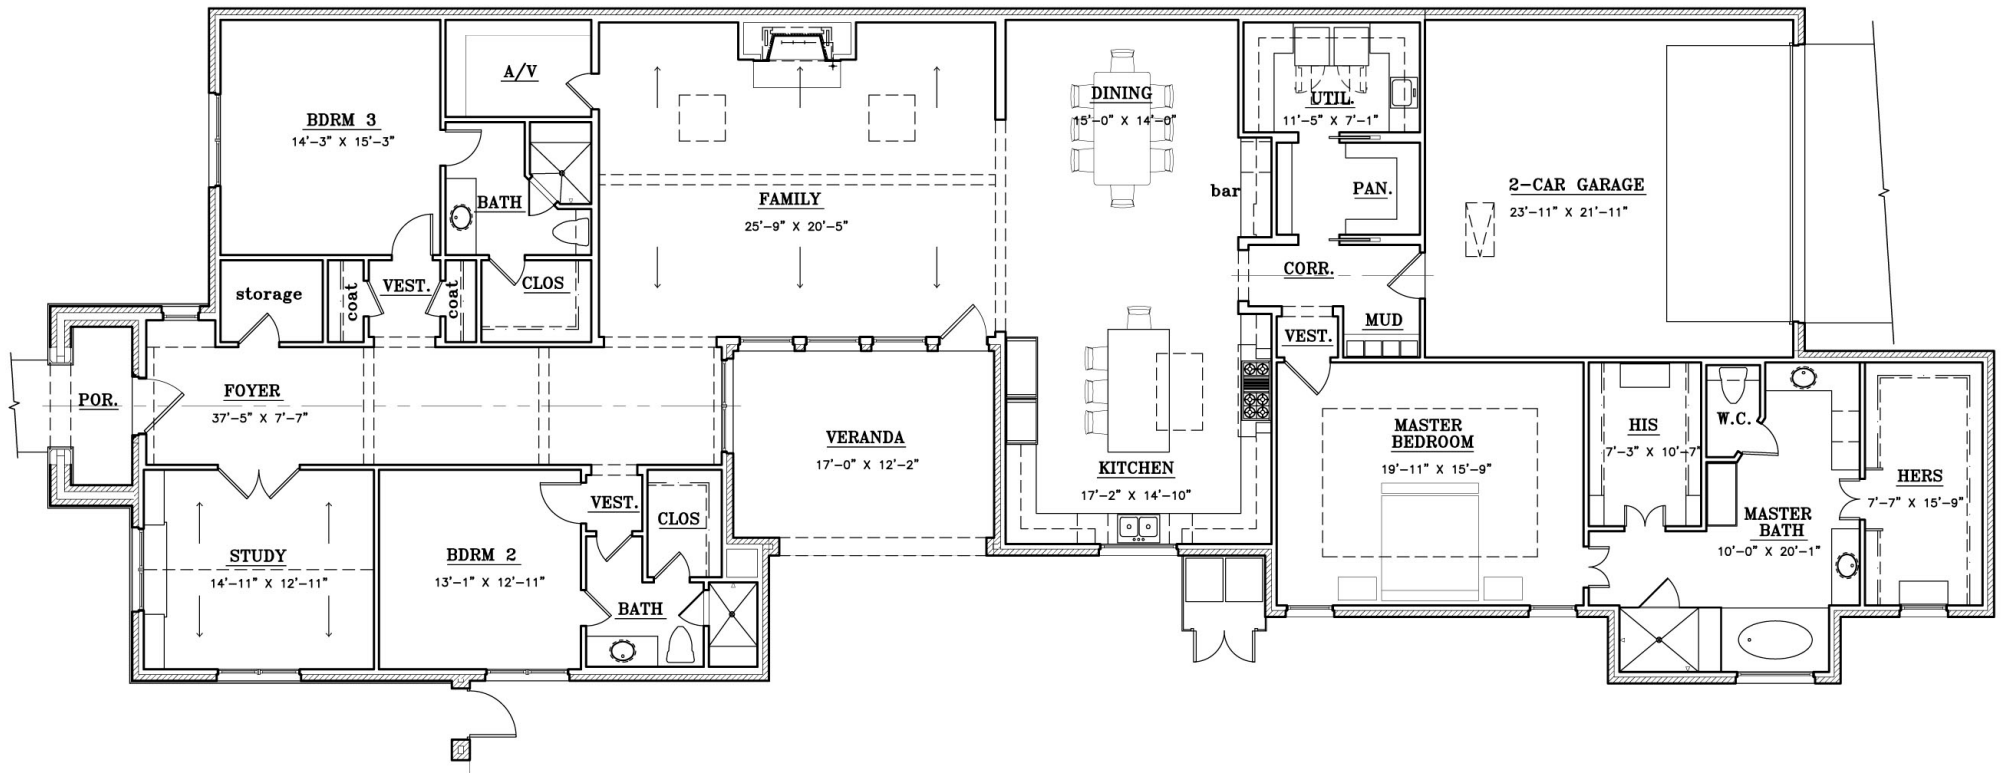 A/V
BDRM 3
14'-3" X 15'-3"
BATH
FAMILY
25'-9" X 20'-5"
DINING
15'-0" X 14'-0"
UTIL.
11'-5" X 7'-1"
bar
PAN.
2-CAR GARAGE
23'-11" X 21'-11"
storage
coat
VEST.
coat
CLOS
CORR.
MUD
VEST.
POR.
FOYER
37'-5" X 7'-7"
VERANDA
17'-0" X 12'-2"
KITCHEN
17'-2" X 14'-10"
MASTER
BEDROOM
19'-11" X 15'-9"
HIS
7'-3" X 10'-7"
W.C.
HERS
7'-7" X 15'-9"
MASTER
BATH
10'-0" X 20'-1"
STUDY
14'-11" X 12'-11"
BDRM 2
13'-1" X 12'-11"
VEST.
CLOS
BATH